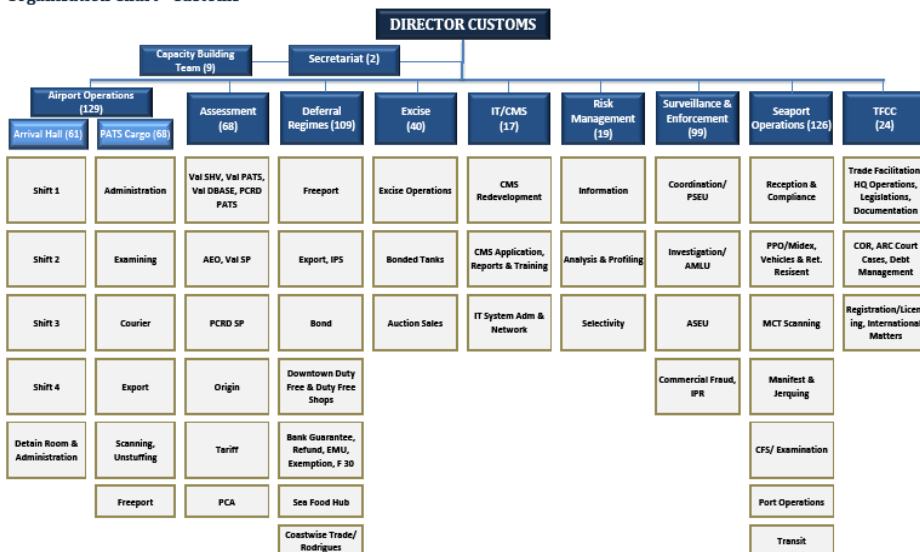 Organisation Chart - Customs
DIRECTOR CUSTOMS
Capacity Building
Team (9)
Secretariat (2)
Airport Operations
(129)
Arrival Hall (61)
PATS Cargo (68)
Assessment
(68)
Deferral
Regimes (109)
Excise
(40)
IT/CMS
(17)
Risk
Management
(19)
Surveillance &
Enforcement
(99)
Seaport
Operations (126)
TFCC
(24)
Shift 1
Shift 2
Shift 3
Shift 4
Detain Room &
Administration
Administration
Examining
Courier
Export
Scanning,
Unstuffing
Freeport
Val SHV, Val PATS,
Val DBASE, PCRD
PATS
AEO, Val SP
PCRD SP
Origin
Tariff
PCA
Freeport
Export, IPS
Bond
Downtown Duty
Free & Duty Free
Shops
Bank Guarantee,
Refund, EMU,
Exemption, F 30
Sea Food Hub
Coastwise Trade/
Rodrigues
Excise Operations
Bonded Tanks
Auction Sales
CMS
Redevelopment
CMS Application,
Reports & Training
IT System Adm &
Network
Information
Analysis & Profiling
Selectivity
Coordination/
PSEU
Investigation/
AMLU
ASEU
Commercial Fraud,
IPR
Reception &
Compliance
PPO/Midex,
Vehicles & Ret.
Resisent
MCT Scanning
Manifest &
Jerquing
CFS/ Examination
Port Operations
Transit
Trade Facilitation
HQ Operations,
Legislations,
Documentation
COR, ARC Court
Cases, Debt
Management
Registration/Licen
ing, International
Matters